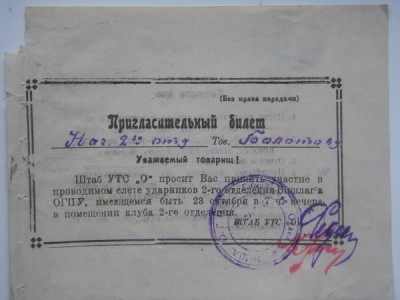 (Без права передачи)
Пригласительный билет
Нач. 2го отд Тов. Болотову
Уважаемый товарищ!
Штаб УТС „О" просит Вас принять участие в
проводимом слете ударников 2-го отделения Вишлага
ОГПУ, имеющем быть 23 октября в 7 ч. вечера
в помещении клуба 2-го отделения.
ШТАБ УТС